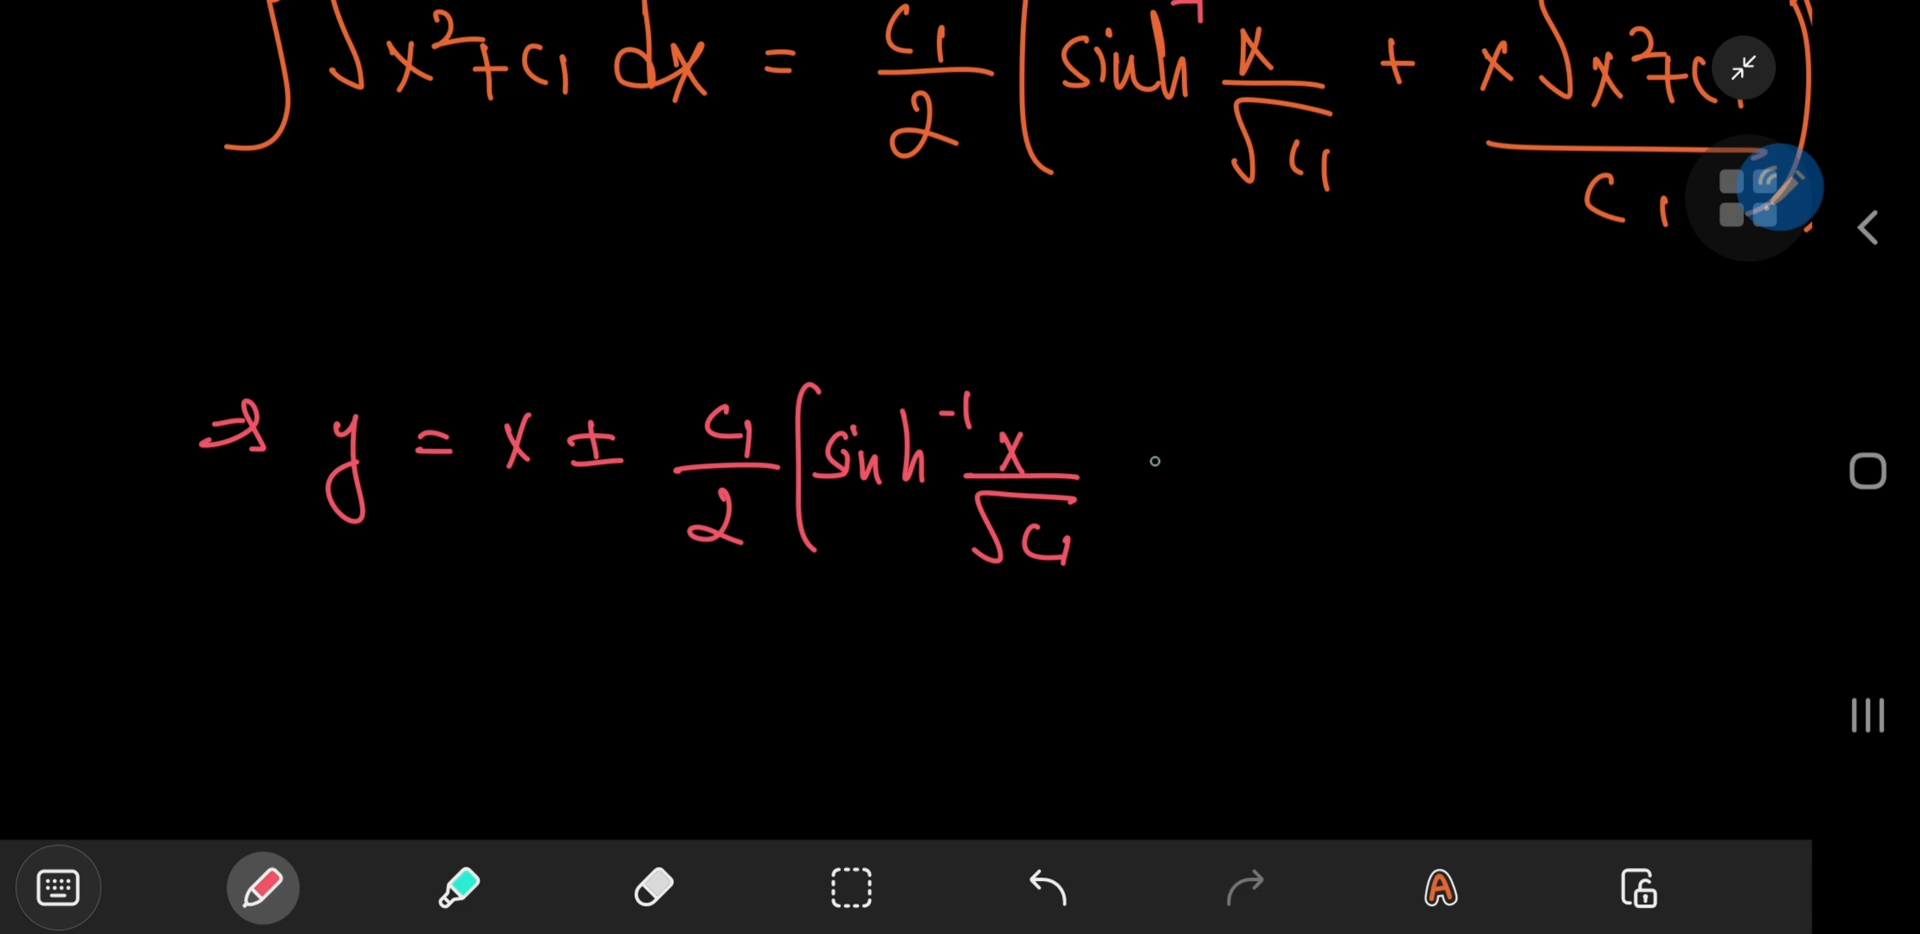 ∫√x²+c₁ dx = c₁/2 (sinh⁻¹ x/√c₁ + x√x²+c₁/c₁)
⇒ y = x ± c₁/2 (sinh⁻¹ x/√c₁
A